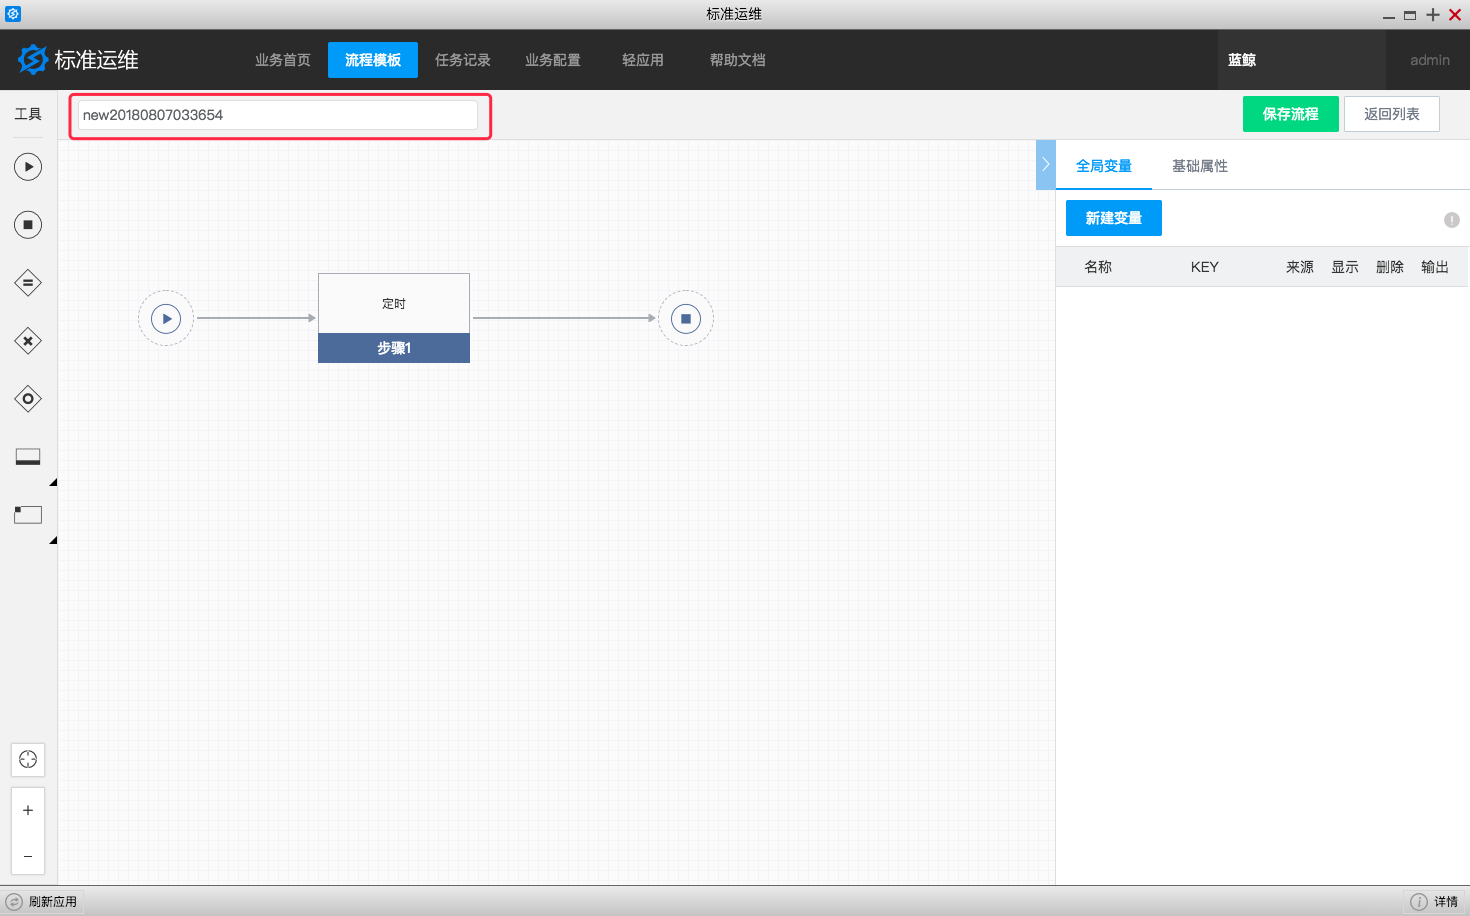 标准运维
标准运维
业务首页 流程模板 任务记录 业务配置 轻应用 帮助文档 蓝鲸 admin
工具
new20180807033654
保存流程 返回列表
全局变量 基础属性
新建变量
名称 KEY 来源 显示 删除 输出
定时
步骤1
刷新应用 详情